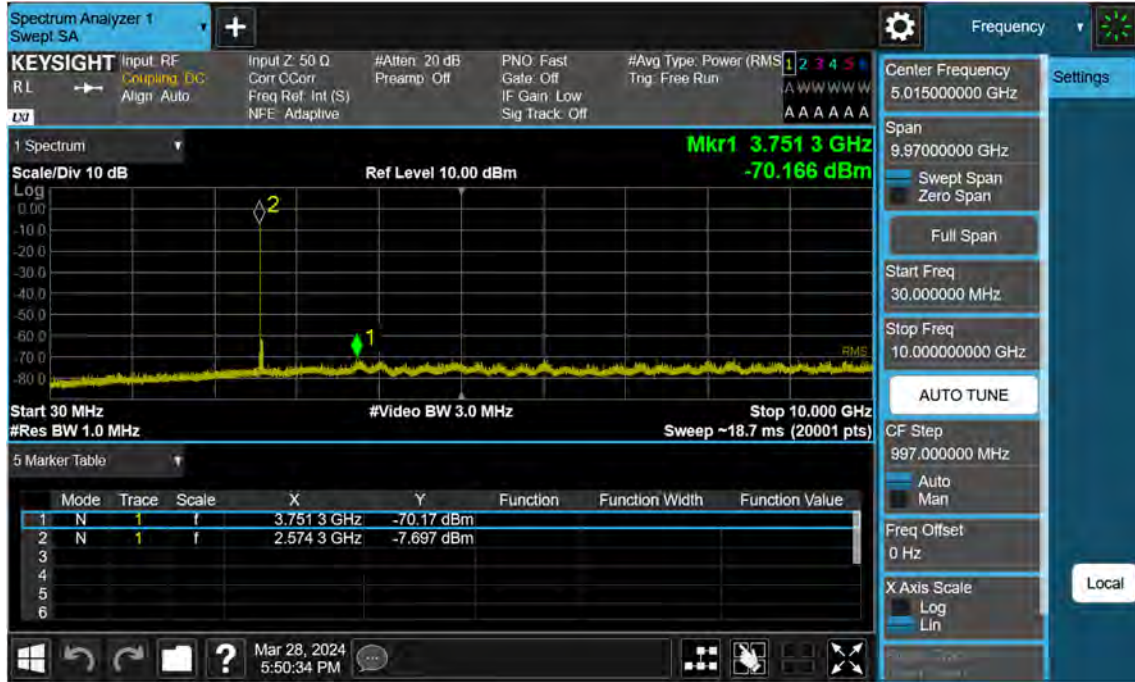 Spectrum Analyzer 1
Swept SA
+
Frequency
KEYSIGHT
RL
LXI
Input: RF
Coupling: DC
Align: Auto
Input Z: 50 Ω
Corr CCorr
Freq Ref: Int (S)
NFE: Adaptive
#Atten: 20 dB
Preamp: Off
PNO: Fast
Gate: Off
IF Gain: Low
Sig Track: Off
#Avg Type: Power (RMS
Trig: Free Run
1 2 3 4 5 6
A W W W W W
A A A A A A
Center Frequency
5.015000000 GHz
Settings
1 Spectrum
Mkr1 3.751 3 GHz
Scale/Div 10 dB
Ref Level 10.00 dBm
-70.166 dBm
Span
9.97000000 GHz
Swept Span
Zero Span
Full Span
Start Freq
30.000000 MHz
Stop Freq
10.000000000 GHz
AUTO TUNE
CF Step
997.000000 MHz
Auto
Man
Freq Offset
0 Hz
X Axis Scale
Log
Lin
Local
Log
0.00
-10.0
-20.0
-30.0
-40.0
-50.0
-60.0
-70.0
-80.0
2
1
RMS
Start 30 MHz
#Video BW 3.0 MHz
Stop 10.000 GHz
#Res BW 1.0 MHz
Sweep ~18.7 ms (20001 pts)
5 Marker Table
Mode Trace Scale X Y Function Function Width Function Value
1 N 1 f 3.751 3 GHz -70.17 dBm
2 N 1 f 2.574 3 GHz -7.697 dBm
3
4
5
6
?
Mar 28, 2024
5:50:34 PM